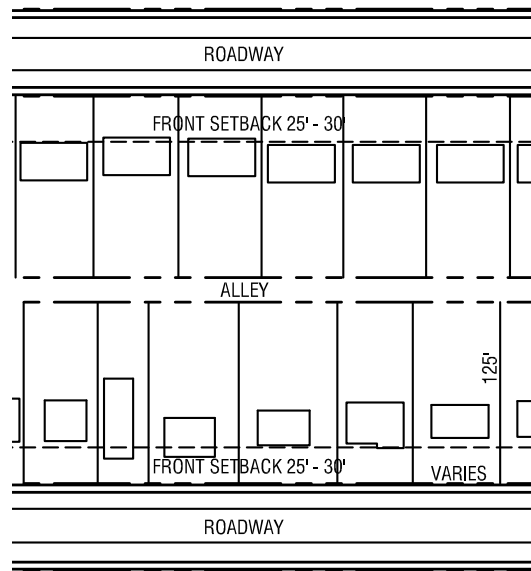 ROADWAY
FRONT SETBACK 25' - 30'
ALLEY
125'
FRONT SETBACK 25' - 30'
VARIES
ROADWAY